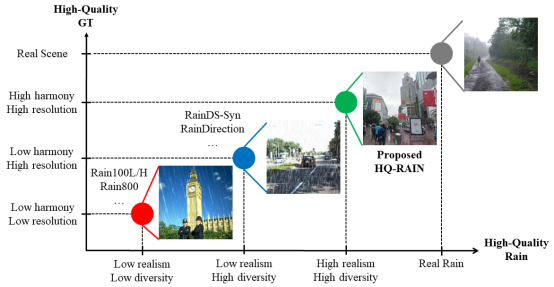 High-Quality
GT
Real Scene
High harmony
High resolution
Low harmony
High resolution
Low harmony
Low resolution
Rain100L/H
Rain800
...
RainDS-Syn
RainDirection
...
Proposed
HQ-RAIN
Low realism
Low diversity
Low realism
High diversity
High realism
High diversity
Real Rain
High-Quality
Rain